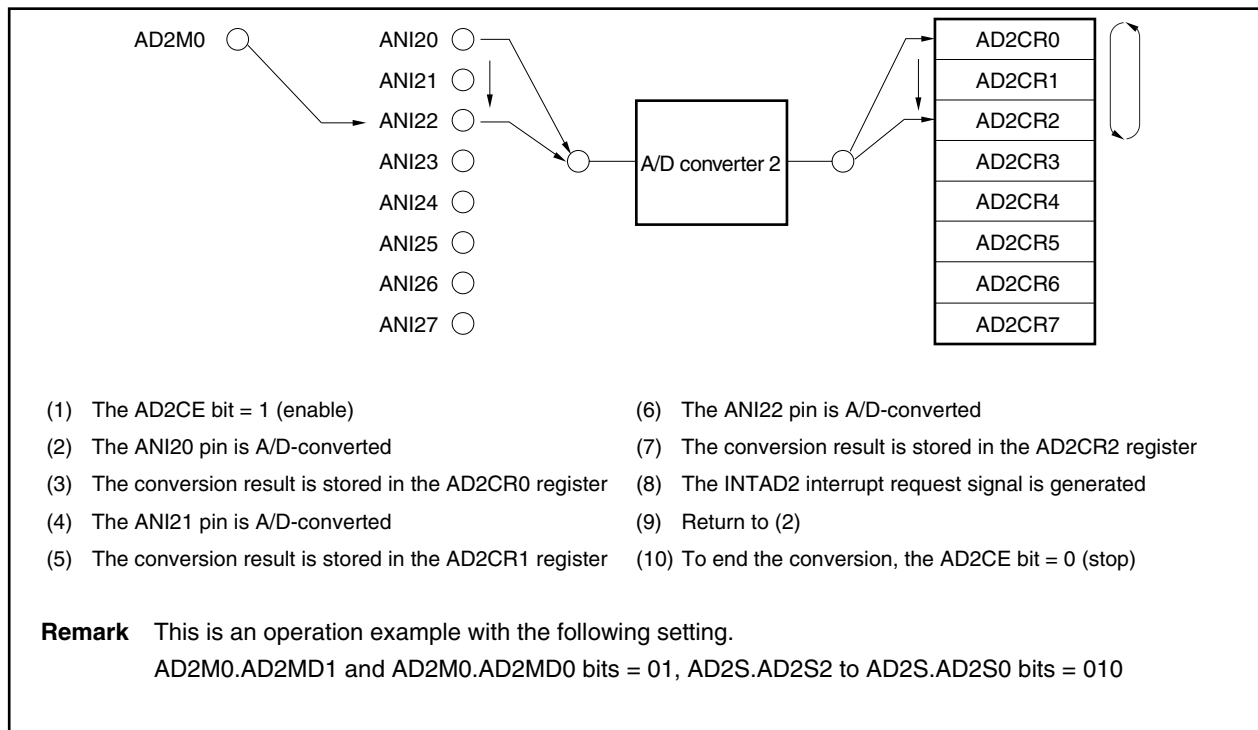 AD2M0 ANI20 AD2CR0
ANI21 AD2CR1
ANI22 AD2CR2
ANI23 A/D converter 2 AD2CR3
ANI24 AD2CR4
ANI25 AD2CR5
ANI26 AD2CR6
ANI27 AD2CR7
(1) The AD2CE bit = 1 (enable)
(2) The ANI20 pin is A/D-converted
(3) The conversion result is stored in the AD2CR0 register
(4) The ANI21 pin is A/D-converted
(5) The conversion result is stored in the AD2CR1 register
(6) The ANI22 pin is A/D-converted
(7) The conversion result is stored in the AD2CR2 register
(8) The INTAD2 interrupt request signal is generated
(9) Return to (2)
(10) To end the conversion, the AD2CE bit = 0 (stop)
Remark This is an operation example with the following setting.
AD2M0.AD2MD1 and AD2M0.AD2MD0 bits = 01, AD2S.AD2S2 to AD2S.AD2S0 bits = 010